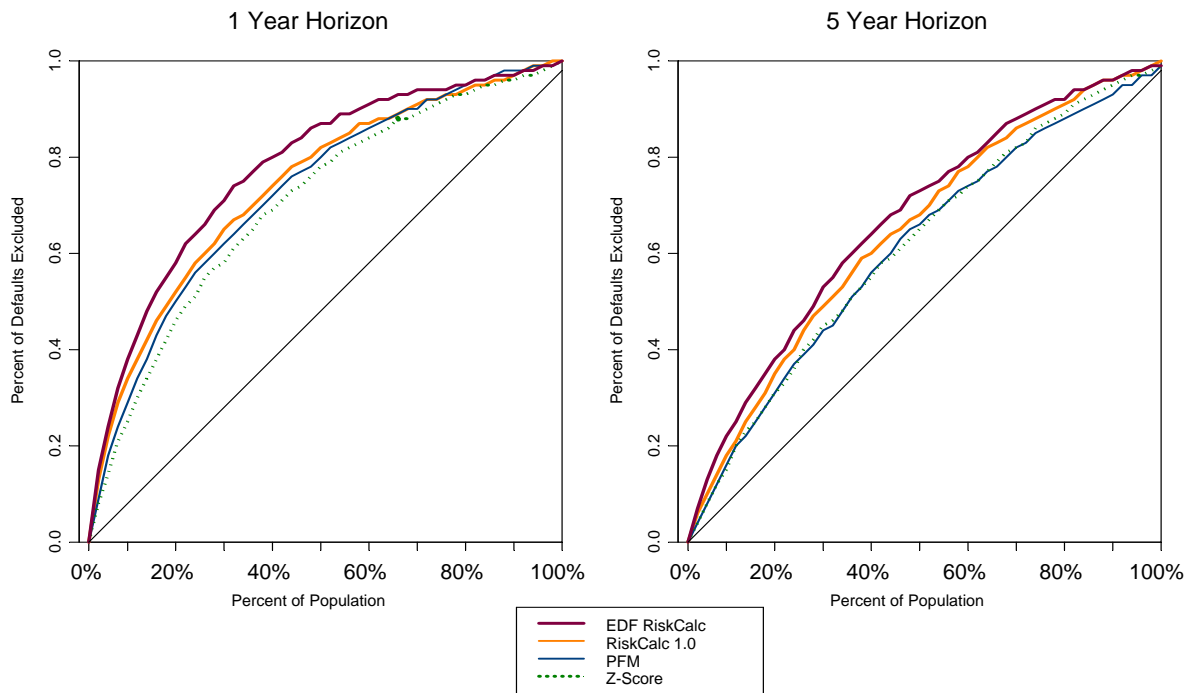 1 Year Horizon
5 Year Horizon
Percent of Defaults Excluded
0.0 0.2 0.4 0.6 0.8 1.0
0% 20% 40% 60% 80% 100%
Percent of Population
Percent of Defaults Excluded
0.0 0.2 0.4 0.6 0.8 1.0
0% 20% 40% 60% 80% 100%
Percent of Population
EDF RiskCalc
RiskCalc 1.0
PFM
Z-Score